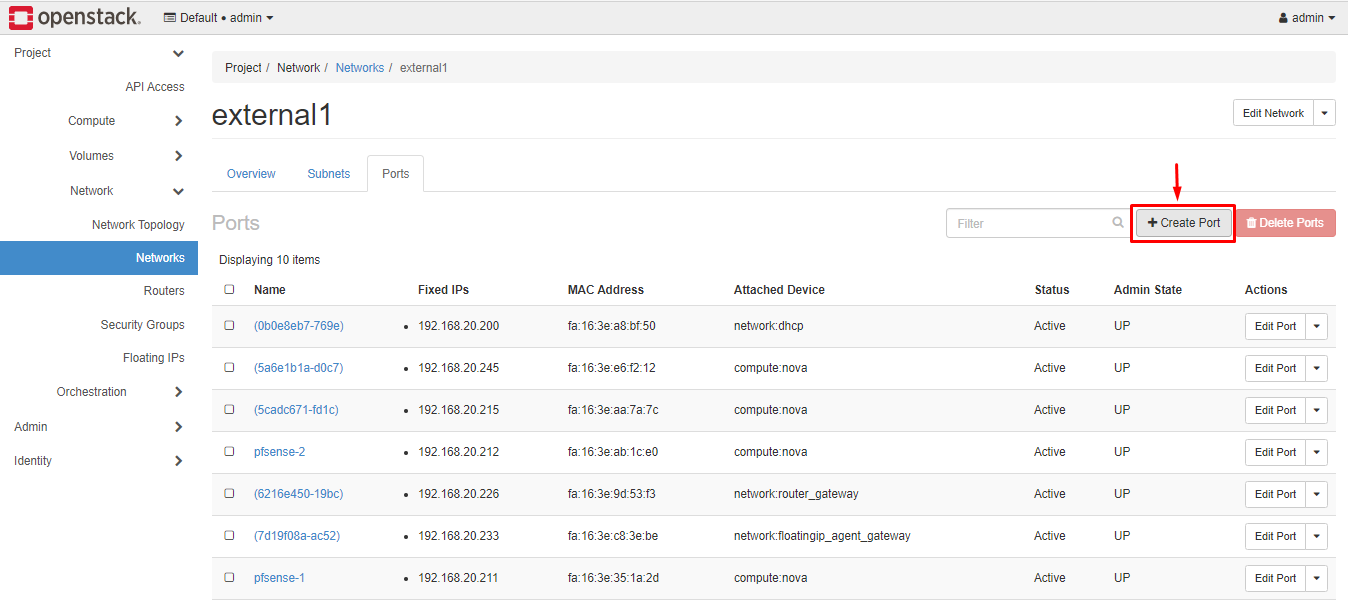 openstack. Default • admin admin
Project
API Access
Compute
Volumes
Network
Network Topology
Networks
Routers
Security Groups
Floating IPs
Orchestration
Admin
Identity
Project / Network / Networks / external1
external1
Edit Network
Overview Subnets Ports
Ports
Filter
+ Create Port
Delete Ports
Displaying 10 items
Name Fixed IPs MAC Address Attached Device Status Admin State Actions
(0b0e8eb7-769e) • 192.168.20.200 fa:16:3e:a8:bf:50 network:dhcp Active UP Edit Port
(5a6e1b1a-d0c7) • 192.168.20.245 fa:16:3e:e6:f2:12 compute:nova Active UP Edit Port
(5cadc671-fd1c) • 192.168.20.215 fa:16:3e:aa:7a:7c compute:nova Active UP Edit Port
pfsense-2 • 192.168.20.212 fa:16:3e:ab:1c:e0 compute:nova Active UP Edit Port
(6216e450-19bc) • 192.168.20.226 fa:16:3e:9d:53:f3 network:router_gateway Active UP Edit Port
(7d19f08a-ac52) • 192.168.20.233 fa:16:3e:c8:3e:be network:floatingip_agent_gateway Active UP Edit Port
pfsense-1 • 192.168.20.211 fa:16:3e:35:1a:2d compute:nova Active UP Edit Port